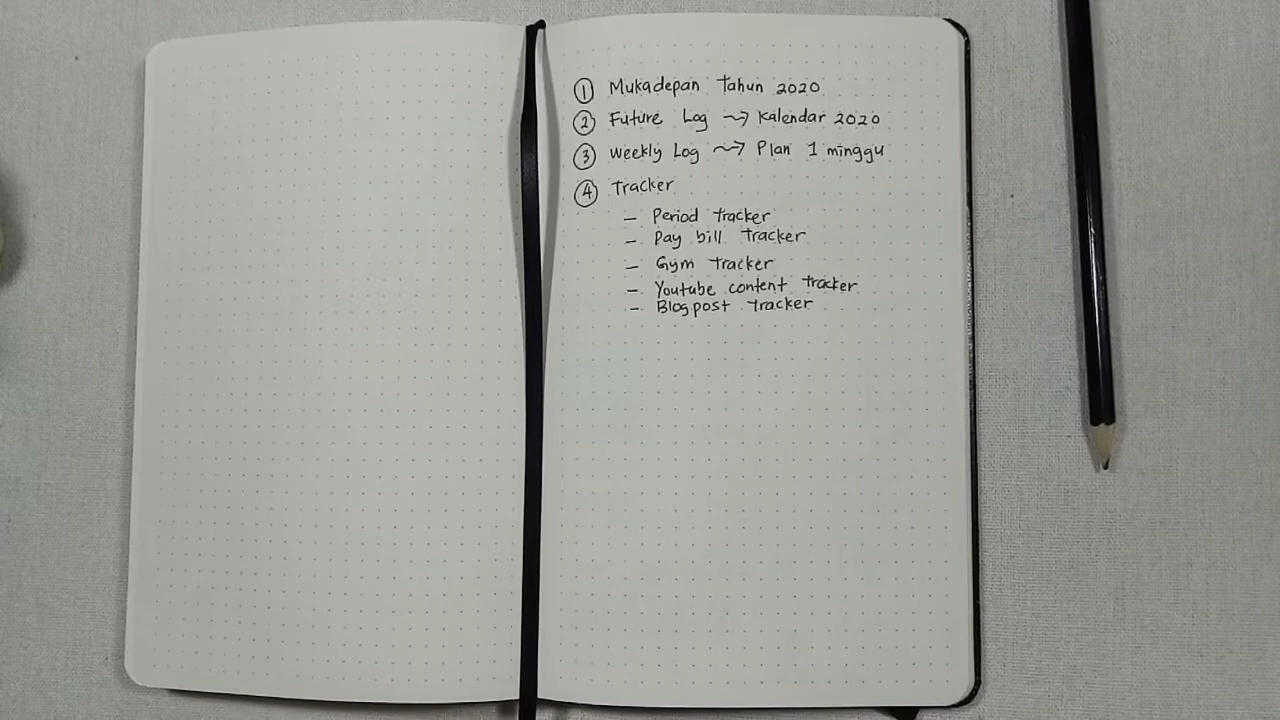 ① Mukadepan tahun 2020
② Future Log ⤳ Kalendar 2020
③ Weekly Log ⤳ Plan 1 minggu
④ Tracker
– Period tracker
– Pay bill tracker
– Gym tracker
– Youtube content tracker
– Blogpost tracker